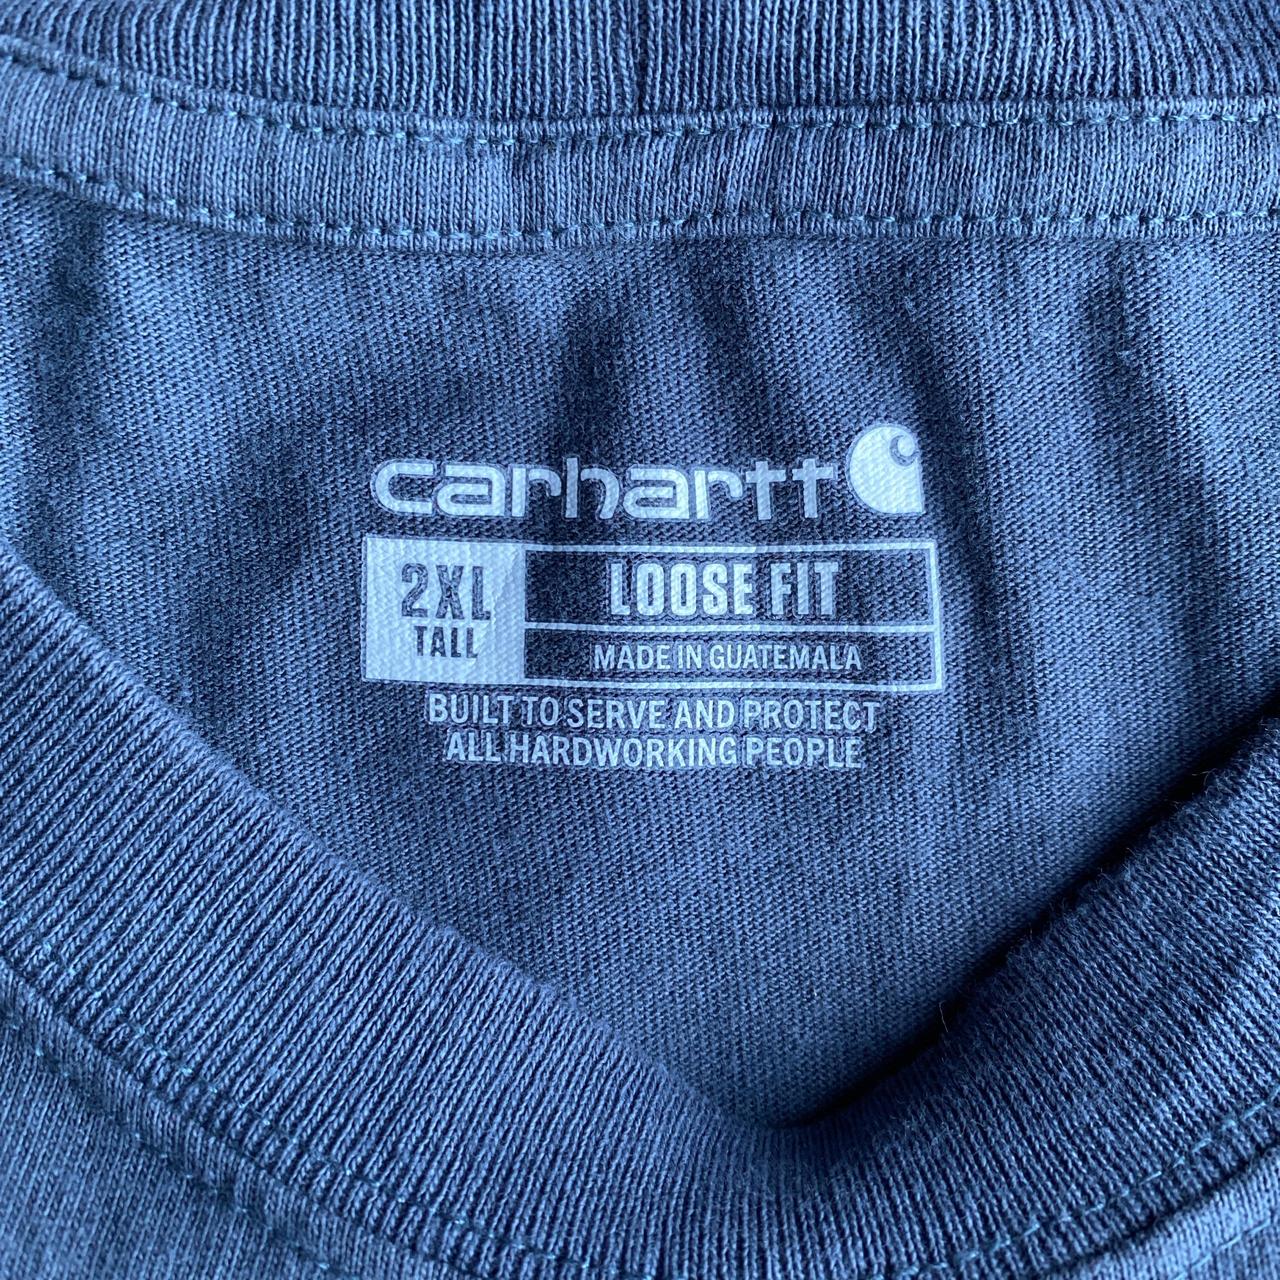 carhartt
2XL
TALL
LOOSE FIT
MADE IN GUATEMALA
BUILT TO SERVE AND PROTECT
ALL HARDWORKING PEOPLE